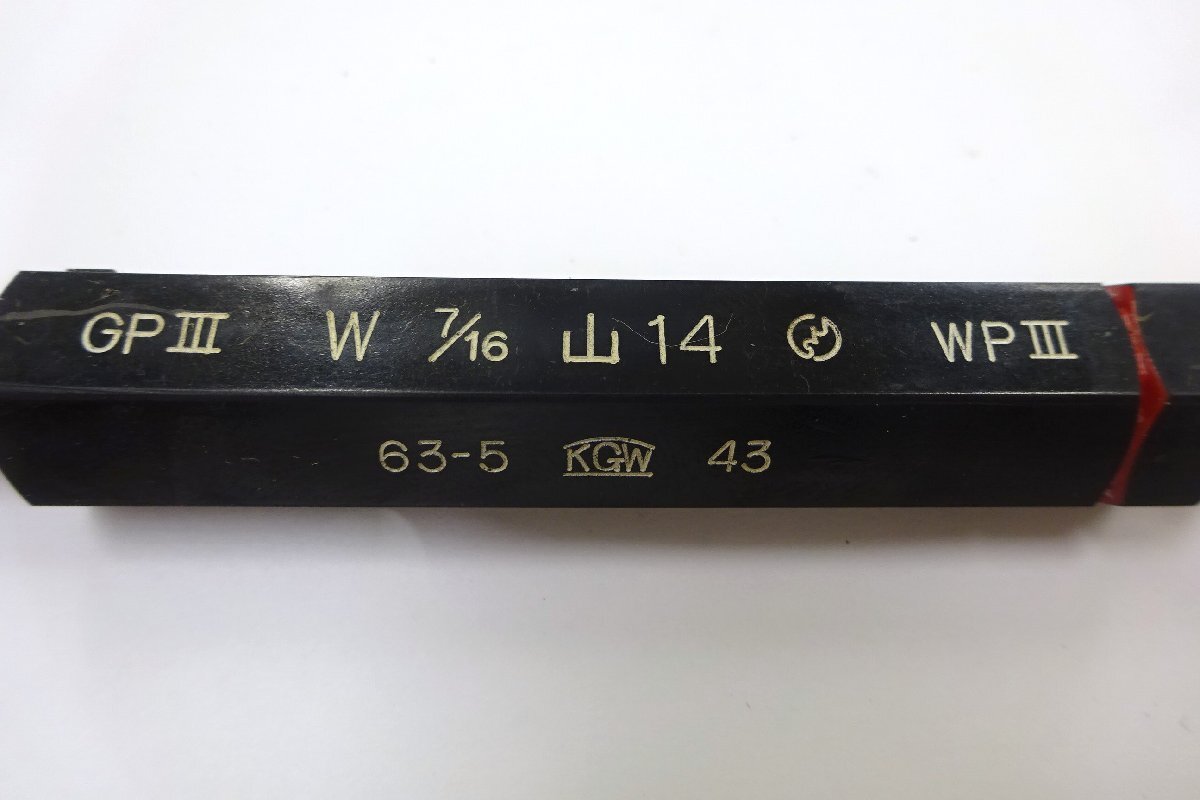 GPIII W 7/16 山14 WPIII
63-5 KGW 43